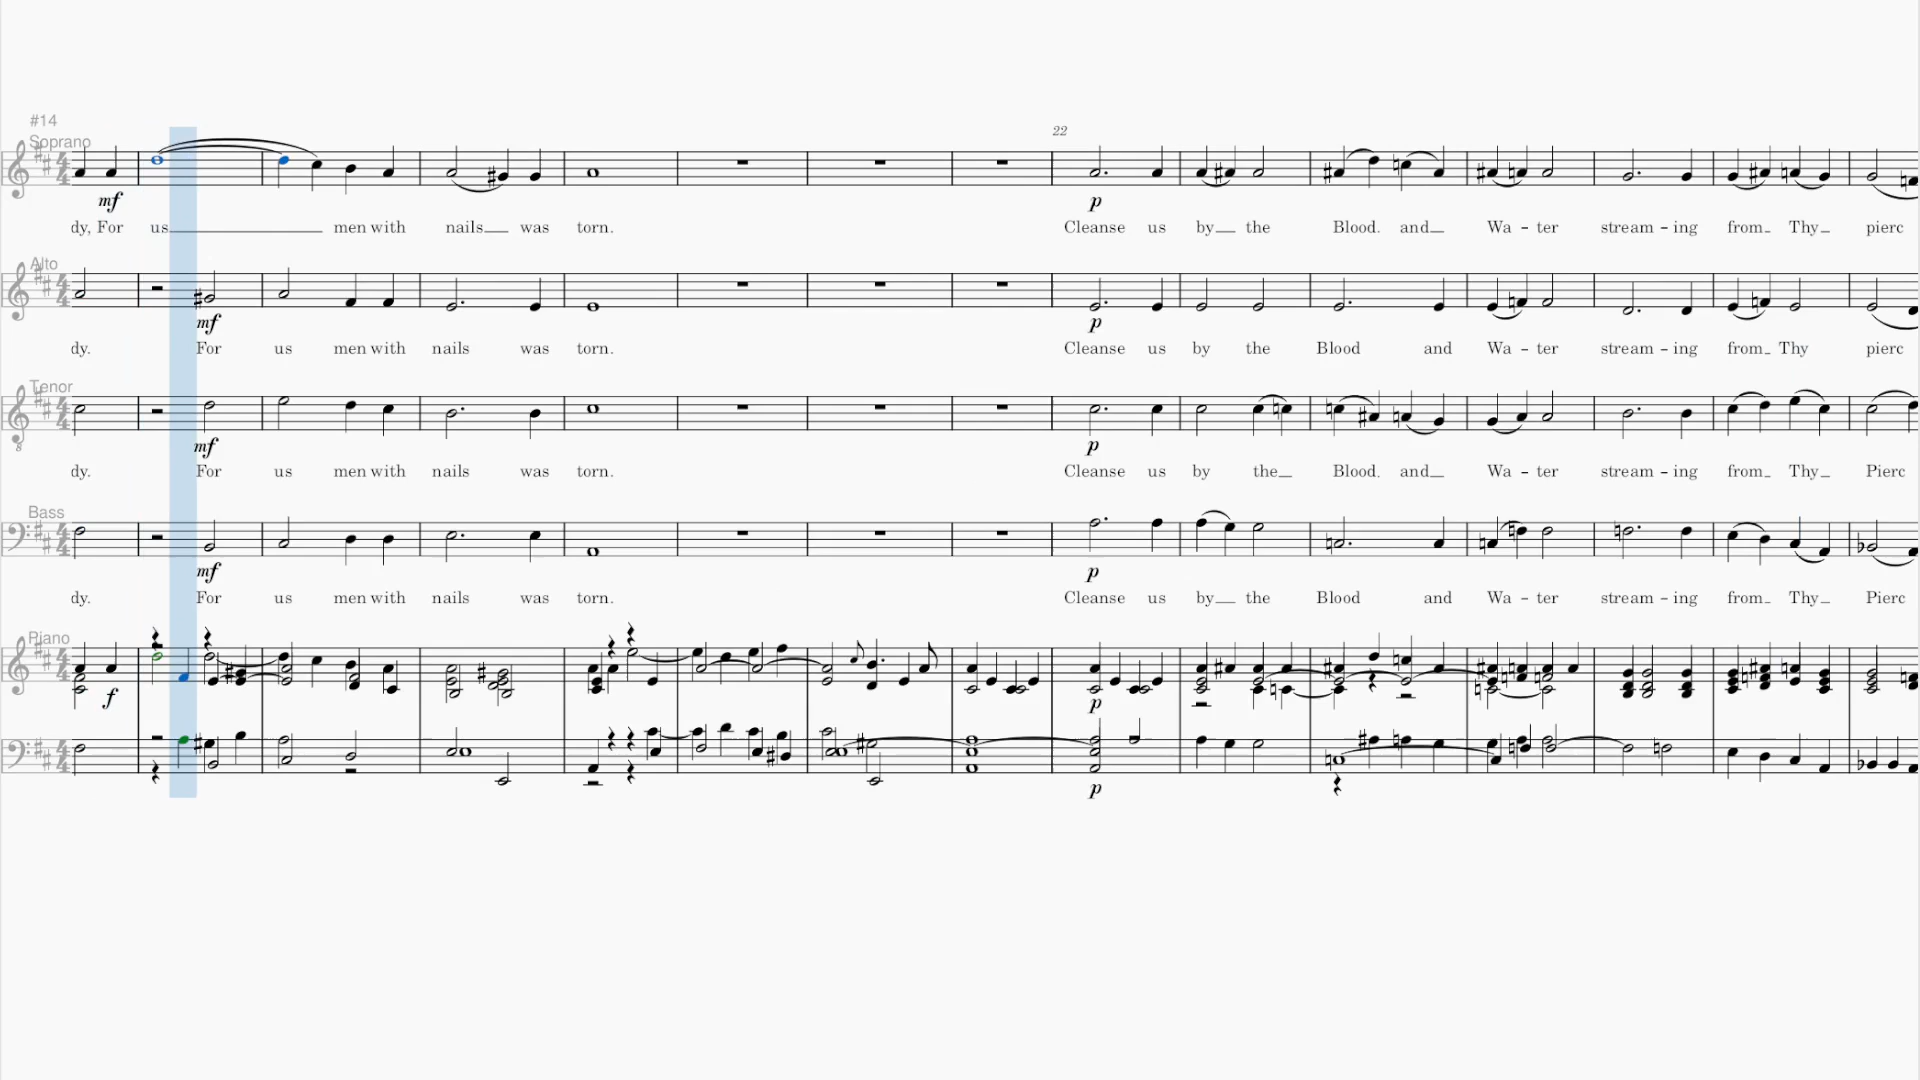 #14
22
Soprano
mf
p
dy, For us men with nails was torn. Cleanse us by the Blood. and Wa - ter stream - ing from Thy pierc
Alto
mf
p
dy. For us men with nails was torn. Cleanse us by the Blood and Wa - ter stream - ing from Thy pierc
Tenor
mf
p
dy. For us men with nails was torn. Cleanse us by the Blood. and Wa - ter stream - ing from Thy Pierc
Bass
mf
p
dy. For us men with nails was torn. Cleanse us by the Blood and Wa - ter stream - ing from Thy Pierc
Piano
f
p
p